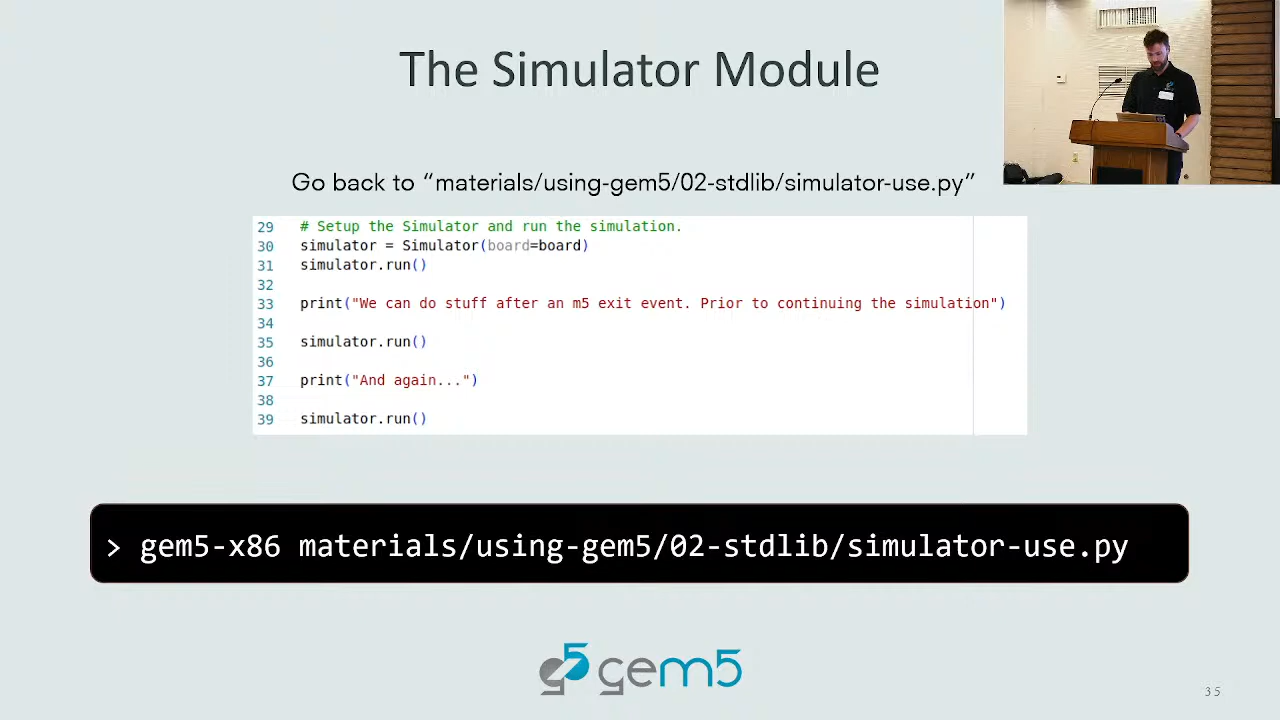 The Simulator Module
Go back to “materials/using-gem5/02-stdlib/simulator-use.py”
29 # Setup the Simulator and run the simulation.
30 simulator = Simulator(board=board)
31 simulator.run()
32
33 print("We can do stuff after an m5 exit event. Prior to continuing the simulation")
34
35 simulator.run()
36
37 print("And again...")
38
39 simulator.run()
> gem5-x86 materials/using-gem5/02-stdlib/simulator-use.py
g5 gem5
35